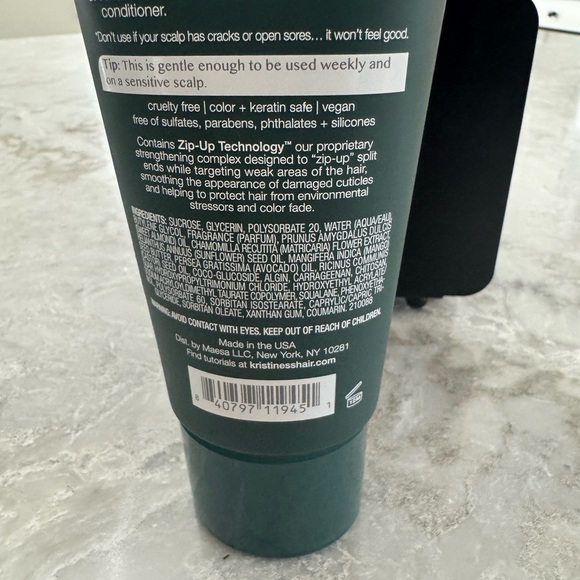 conditioner.
*Don't use if your scalp has cracks or open sores... it won't feel good.
Tip: This is gentle enough to be used weekly and
on a sensitive scalp.
cruelty free | color + keratin safe | vegan
free of sulfates, parabens, phthalates + silicones
Contains Zip-Up Technology™ our proprietary
strengthening complex designed to "zip-up" split
ends while targeting weak areas of the hair,
smoothing the appearance of damaged cuticles
and helping to protect hair from environmental
stressors and color fade.
INGREDIENTS: SUCROSE, GLYCERIN, POLYSORBATE 20, WATER (AQUA/EAU),
GLYCOL, FRAGRANCE (PARFUM), PRUNUS AMYGDALUS DULCIS
ALMOND) OIL, CHAMOMILLA RECUTITA (MATRICARIA) FLOWER EXTRACT,
(SUNFLOWER) SEED OIL, MANGIFERA INDICA (MANGO)
BUTTER, PERSEA GRATISSIMA (AVOCADO) OIL, RICINUS COMMUNIS
SEED OIL, COCO-GLUCOSIDE, ALGIN, CARRAGEENAN, CHITOSAN,
HYDROXYETHYL ACRYLATE/
TAURATE COPOLYMER, SQUALANE, PHENOXYETHA-
60, SORBITAN ISOSTEARATE, CAPRYLIC/CAPRIC TRI-
SORBITAN OLEATE, XANTHAN GUM, COUMARIN. 210088
WARNING: AVOID CONTACT WITH EYES. KEEP OUT OF REACH OF CHILDREN.
Made in the USA
Dist. by Maesa LLC, New York, NY 10281
Find tutorials at kristinesshair.com
8 40797 11945 1